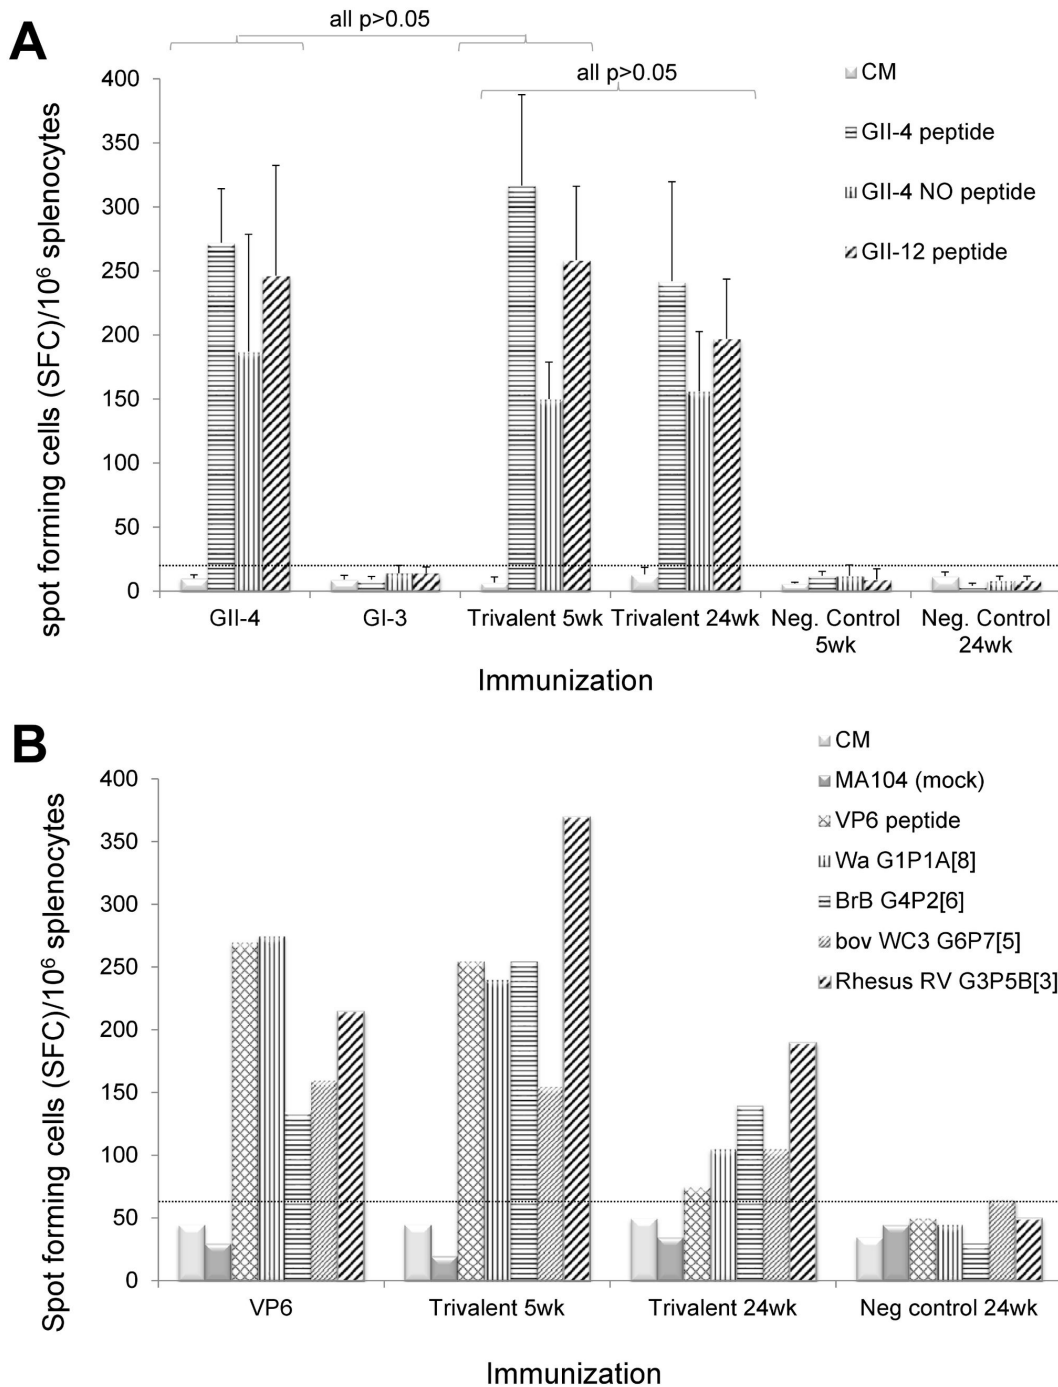 A
all p>0.05
all p>0.05
spot forming cells (SFC)/10⁶ splenocytes
400
350
300
250
200
150
100
50
0
CM
GII-4 peptide
GII-4 NO peptide
GII-12 peptide
GII-4 GI-3 Trivalent 5wk Trivalent 24wk Neg. Control Neg. Control
5wk 24wk
Immunization
B
Spot forming cells (SFC)/10⁶ splenocytes
400
350
300
250
200
150
100
50
0
CM
MA104 (mock)
VP6 peptide
Wa G1P1A[8]
BrB G4P2[6]
bov WC3 G6P7[5]
Rhesus RV G3P5B[3]
VP6 Trivalent 5wk Trivalent 24wk Neg control 24wk
Immunization